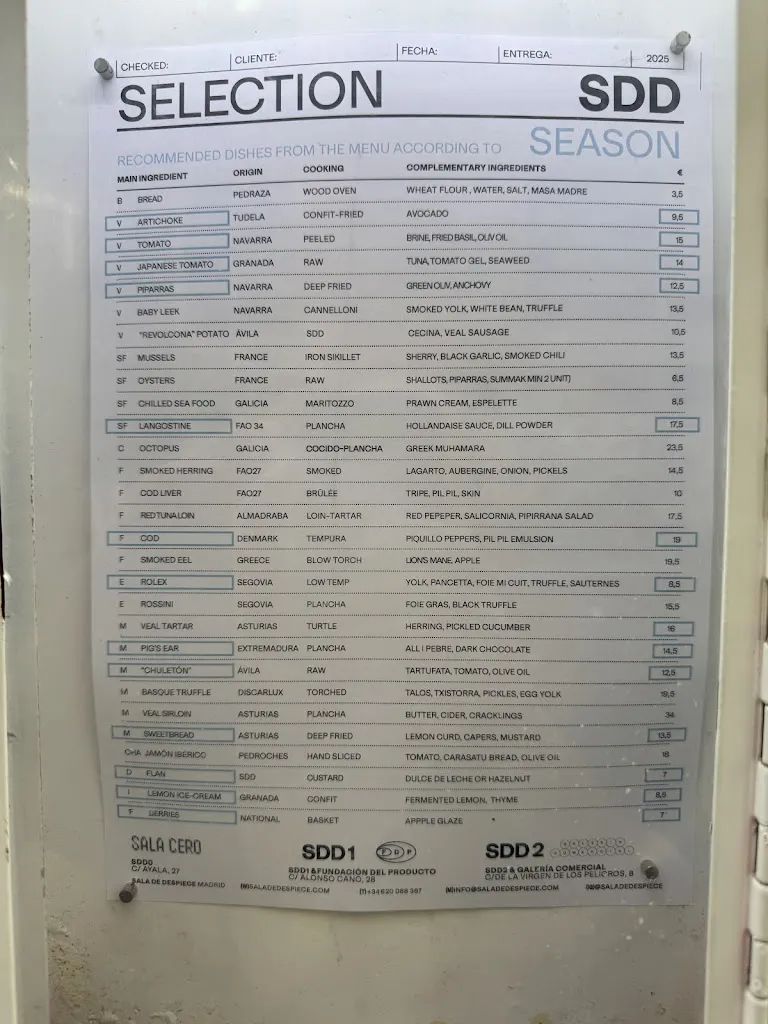 CHECKED: CLIENTE: FECHA: ENTREGA: 2025
SELECTION SDD
RECOMMENDED DISHES FROM THE MENU ACCORDING TO SEASON
MAIN INGREDIENT ORIGIN COOKING COMPLEMENTARY INGREDIENTS €
B BREAD PEDRAZA WOOD OVEN WHEAT FLOUR, WATER, SALT, MASA MADRE 3,5
V ARTICHOKE TUDELA CONFIT-FRIED AVOCADO 9,5
V TOMATO NAVARRA PEELED BRINE, FRIED BASIL, OLIV OIL 15
V JAPANESE TOMATO GRANADA RAW TUNA, TOMATO GEL, SEAWEED 14
V PIPARRAS NAVARRA DEEP FRIED GREEN OLIV, ANCHOVY 12,5
V BABY LEEK NAVARRA CANNELLONI SMOKED YOLK, WHITE BEAN, TRUFFLE 13,5
V "REVOLCONA" POTATO ÁVILA SDD CECINA, VEAL SAUSAGE 10,5
SF MUSSELS FRANCE IRON SIKILLET SHERRY, BLACK GARLIC, SMOKED CHILI 13,5
SF OYSTERS FRANCE RAW SHALLOTS, PIPARRAS, SUMMAK MIN 2 UNIT) 6,5
SF CHILLED SEA FOOD GALICIA MARITOZZO PRAWN CREAM, ESPELETTE 8,5
SF LANGOSTINE FAO 34 PLANCHA HOLLANDAISE SAUCE, DILL POWDER 17,5
C OCTOPUS GALICIA COCIDO-PLANCHA GREEK MUHAMARA 23,5
F SMOKED HERRING FAO27 SMOKED LAGARTO, AUBERGINE, ONION, PICKELS 14,5
F COD LIVER FAO27 BRÛLÉE TRIPE, PIL PIL, SKIN 10
F RED TUNA LOIN ALMADRABA LOIN-TARTAR RED PEPEPER, SALICORNIA, PIPIRRANA SALAD 17,5
F COD DENMARK TEMPURA PIQUILLO PEPPERS, PIL PIL EMULSION 19
F SMOKED EEL GREECE BLOW TORCH LION'S MANE, APPLE 19,5
E ROLEX SEGOVIA LOW TEMP YOLK, PANCETTA, FOIE MI CUIT, TRUFFLE, SAUTERNES 8,5
E ROSSINI SEGOVIA PLANCHA FOIE GRAS, BLACK TRUFFLE 15,5
M VEAL TARTAR ASTURIAS TURTLE HERRING, PICKLED CUCUMBER 16
M PIG'S EAR EXTREMADURA PLANCHA ALL I PEBRE, DARK CHOCOLATE 14,5
M "CHULETÓN" ÁVILA RAW TARTUFATA, TOMATO, OLIVE OIL 12,5
M BASQUE TRUFFLE DISCARLUX TORCHED TALOS, TXISTORRA, PICKLES, EGG YOLK 19,5
M VEAL SIRLOIN ASTURIAS PLANCHA BUTTER, CIDER, CRACKLINGS 34
M SWEETBREAD ASTURIAS DEEP FRIED LEMON CURD, CAPERS, MUSTARD 13,5
CHA JAMÓN IBÉRICO PEDROCHES HAND SLICED TOMATO, CARASATU BREAD, OLIVE OIL 18
D FLAN SDD CUSTARD DULCE DE LECHE OR HAZELNUT 7
I LEMON ICE-CREAM GRANADA CONFIT FERMENTED LEMON, THYME 8,5
F BERRIES NATIONAL BASKET APPPLE GLAZE 7
SALA CERO SDD1 FDP SDD2
SDD0 SDD1 & FUNDACIÓN DEL PRODUCTO SDD2 & GALERÍA COMERCIAL
C/ AYALA, 27 C/ ALONSO CANO, 28 C/DE LA VIRGEN DE LOS PELIGROS, 8
SALA DE DESPIECE MADRID (W)SALADEDESPIECE.COM (T)+34620 088 387 (M)INFO@SALADEDESPIECE.COM @SALADEDESPIECE